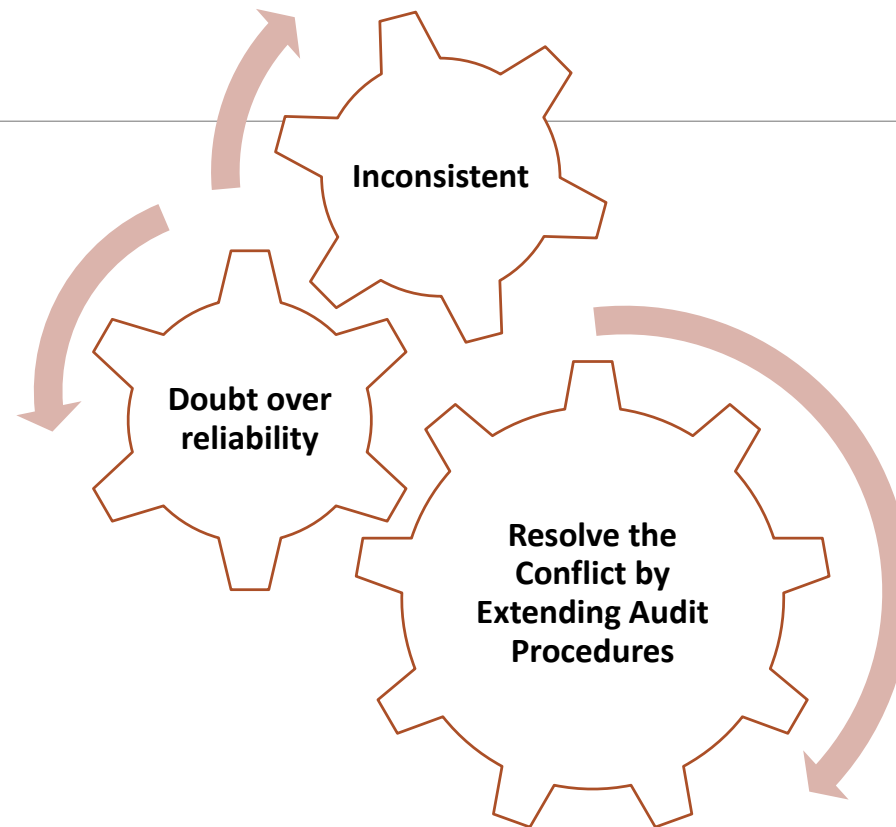 Inconsistent
Doubt over
reliability
Resolve the
Conflict by
Extending Audit
Procedures